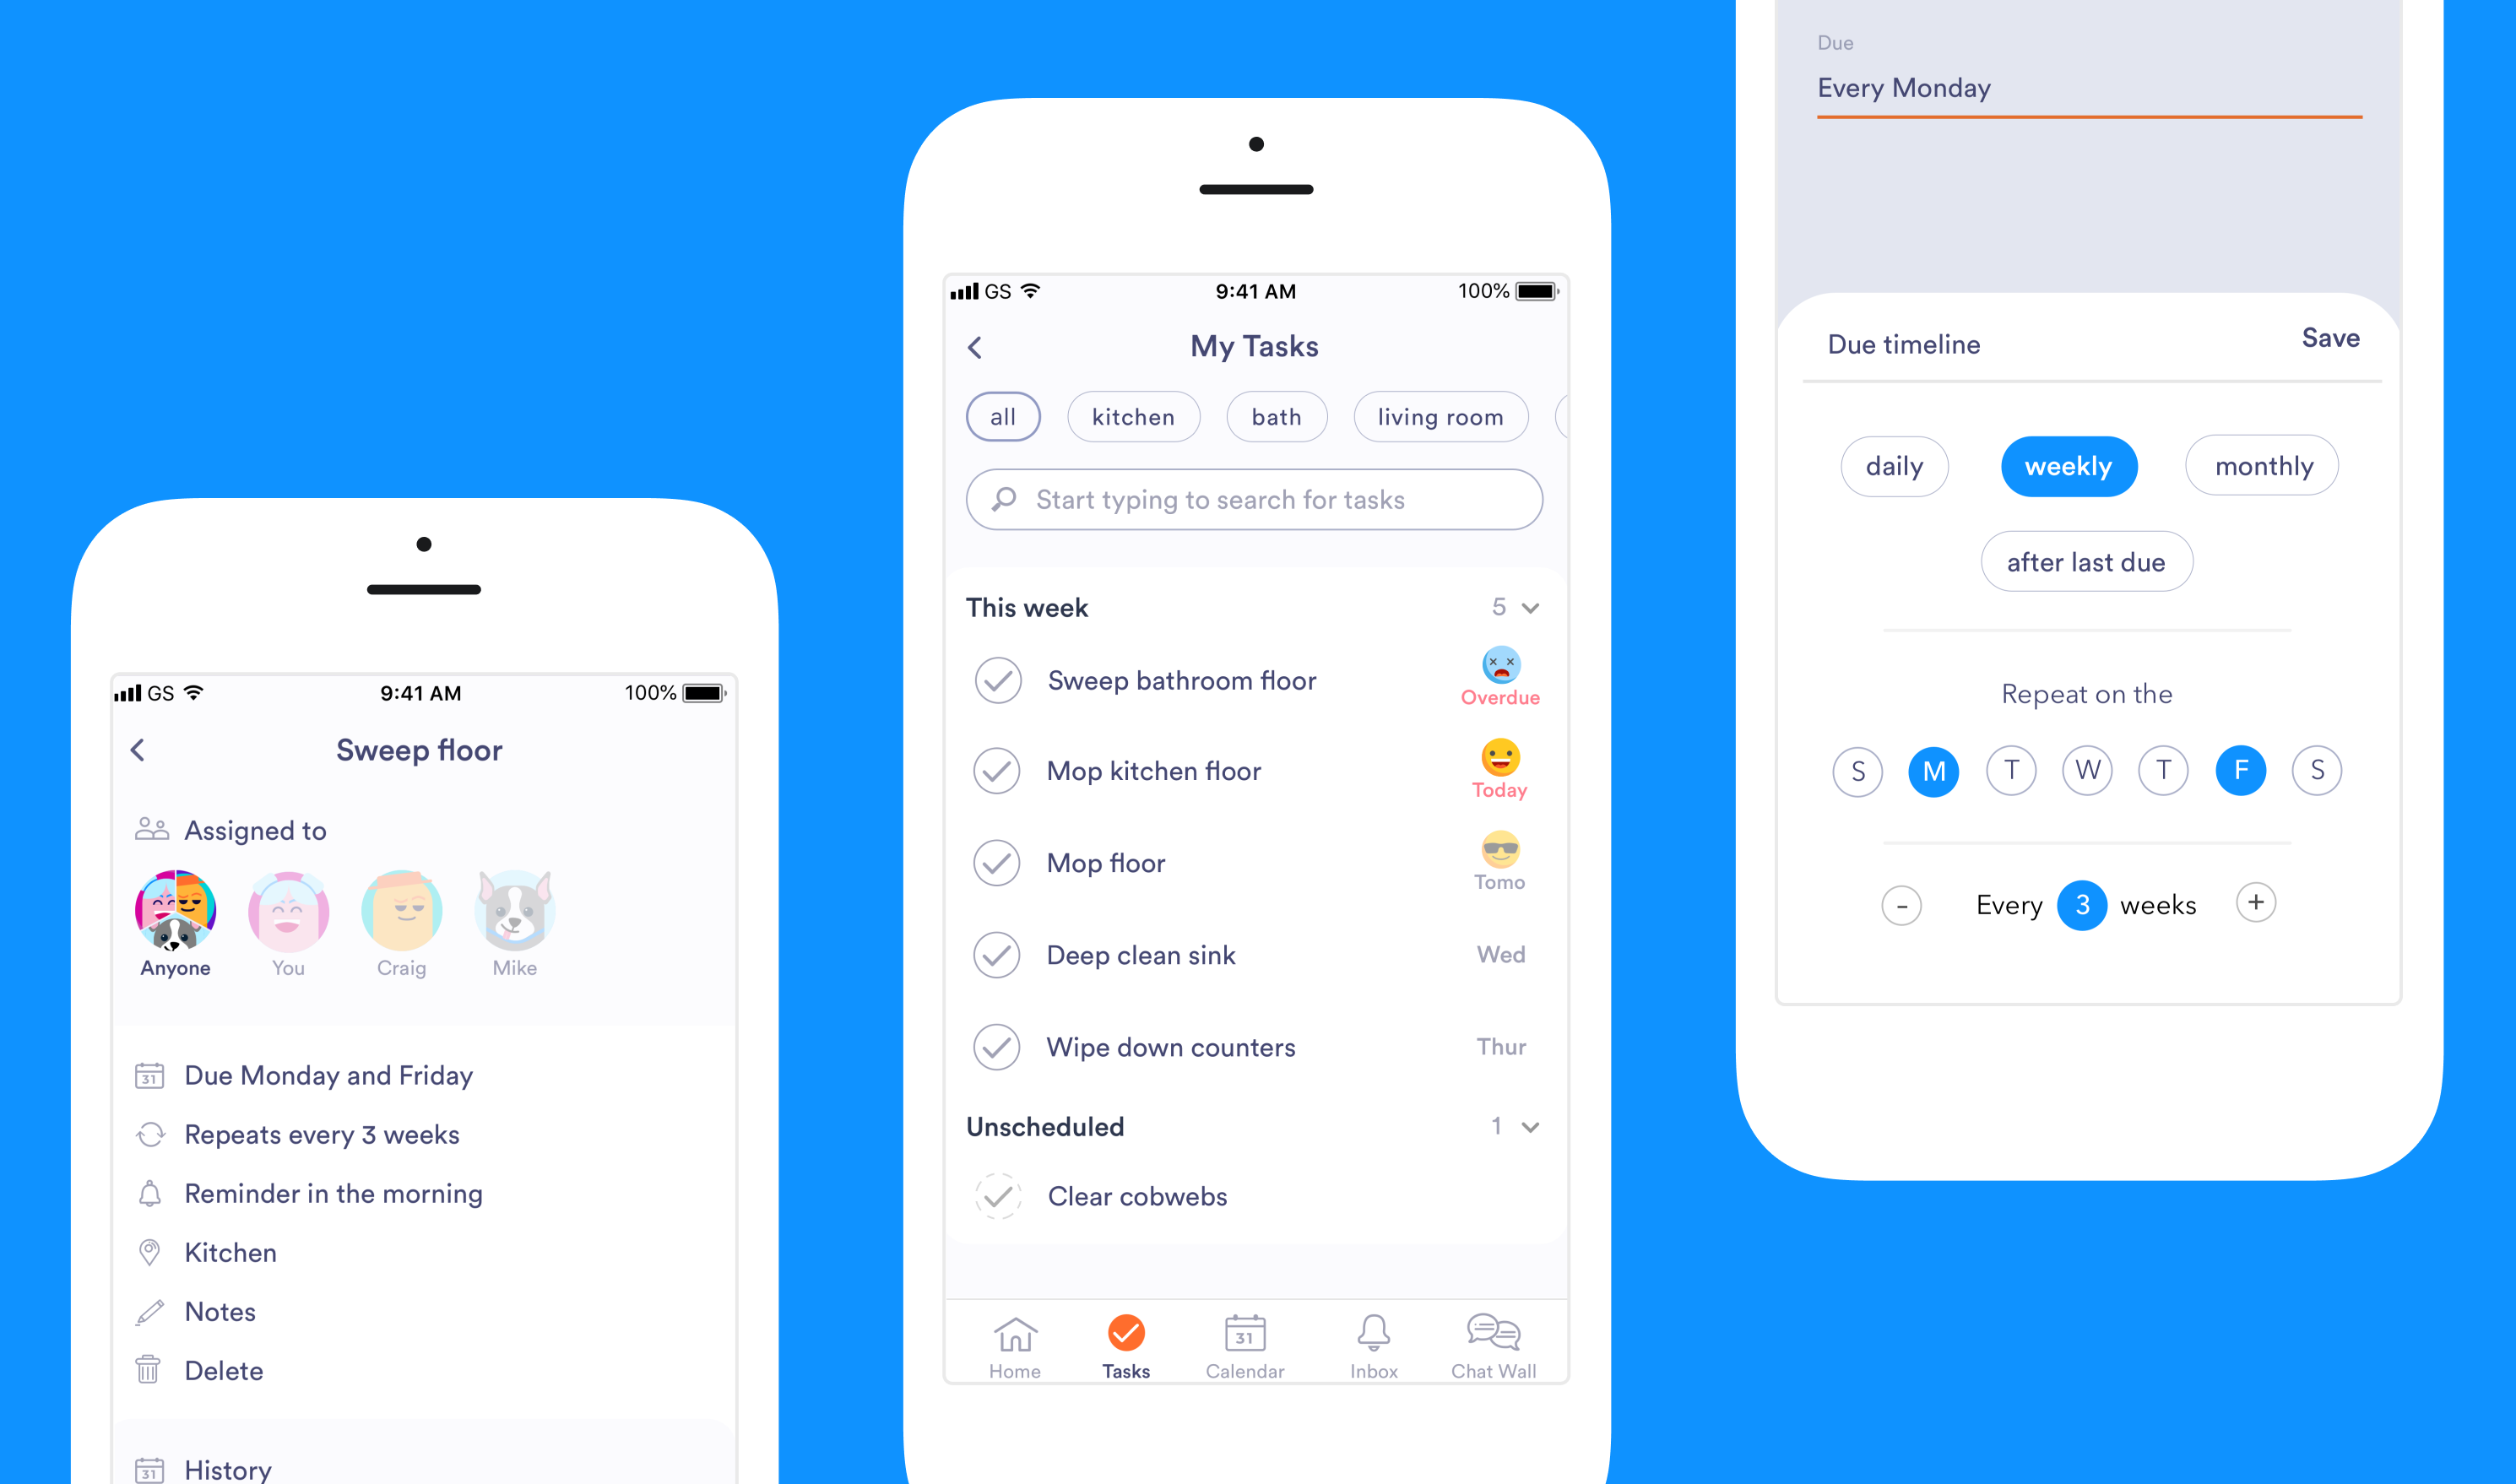 GS 9:41 AM 100%
Sweep floor
Assigned to
Anyone You Craig Mike
31 Due Monday and Friday
Repeats every 3 weeks
Reminder in the morning
Kitchen
Notes
Delete
31 History
GS 9:41 AM 100%
My Tasks
all kitchen bath living room
Start typing to search for tasks
This week 5
Sweep bathroom floor Overdue
Mop kitchen floor Today
Mop floor Tomo
Deep clean sink Wed
Wipe down counters Thur
Unscheduled 1
Clear cobwebs
31
Home Tasks Calendar Inbox Chat Wall
Due
Every Monday
Due timeline Save
daily weekly monthly
after last due
Repeat on the
S M T W T F S
- Every 3 weeks +